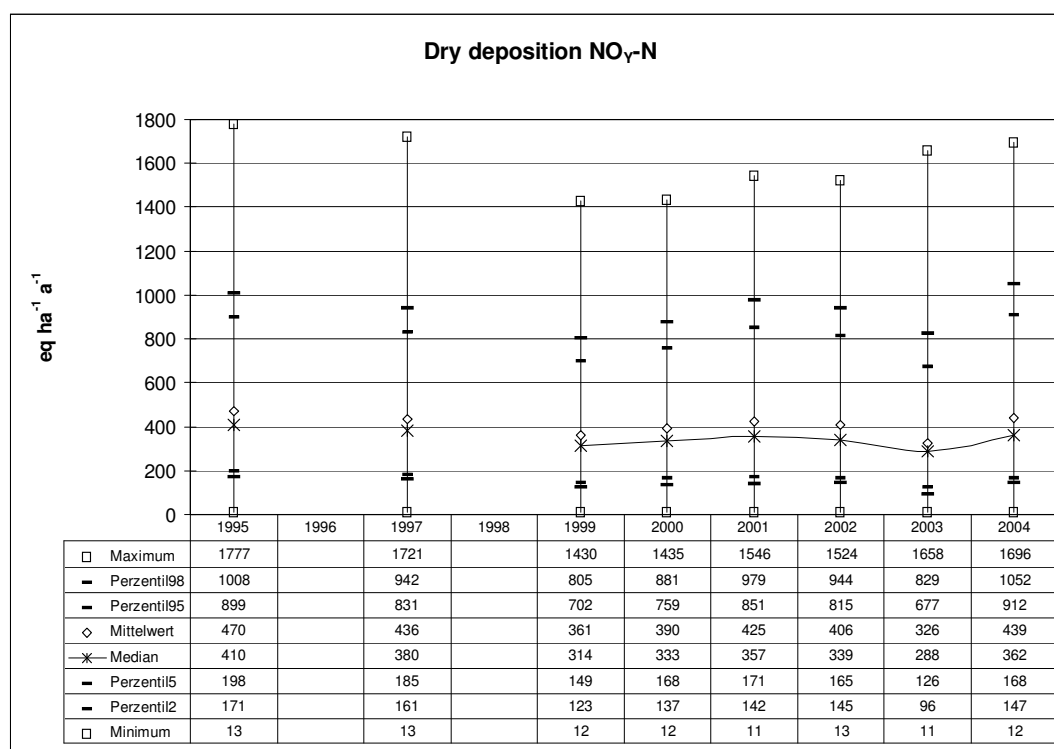 Dry deposition NOY-N
eq ha-1 a-1
1800
1600
1400
1200
1000
800
600
400
200
0
1995 1996 1997 1998 1999 2000 2001 2002 2003 2004
Maximum 1777 1721 1430 1435 1546 1524 1658 1696
Perzentil98 1008 942 805 881 979 944 829 1052
Perzentil95 899 831 702 759 851 815 677 912
Mittelwert 470 436 361 390 425 406 326 439
Median 410 380 314 333 357 339 288 362
Perzentil5 198 185 149 168 171 165 126 168
Perzentil2 171 161 123 137 142 145 96 147
Minimum 13 13 12 12 11 13 11 12